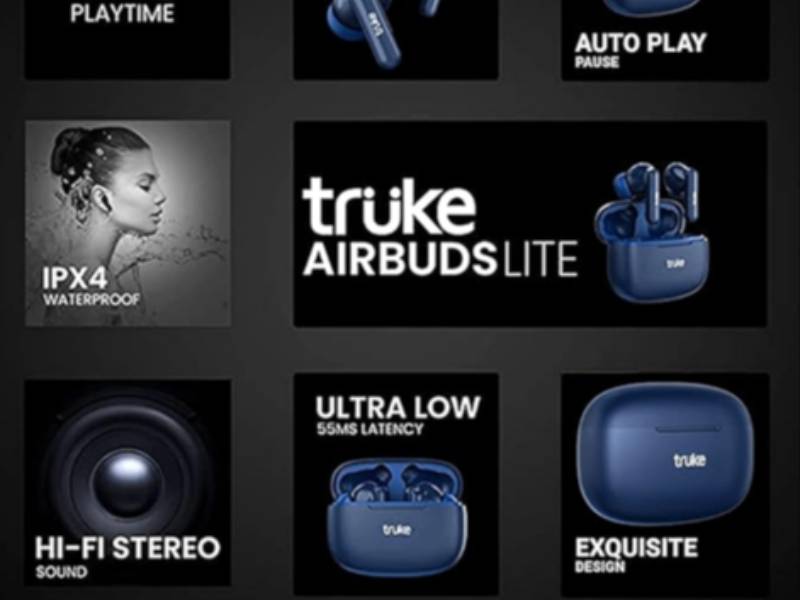 PLAYTIME
truke
AUTO PLAY
PAUSE
IPX4
WATERPROOF
trüke
AIRBUDS LITE
truke
HI-FI STEREO
SOUND
ULTRA LOW
55MS LATENCY
truke
truke
EXQUISITE
DESIGN